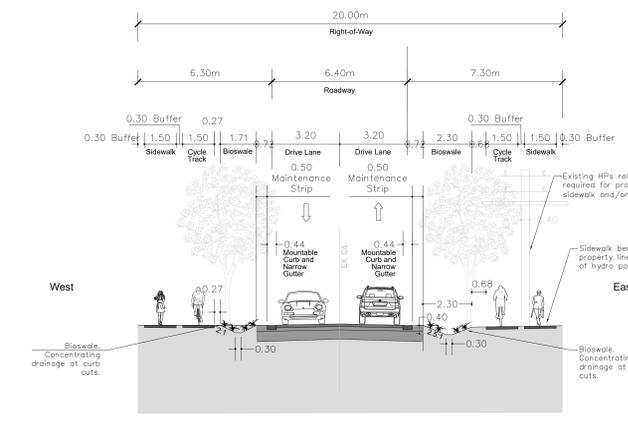 20.00m
Right-of-Way
6.30m 6.40m 7.30m
Roadway
0.30 Buffer 0.27 0.30 Buffer
0.30 Buffer 1.50 1.50 1.71 0.72 3.20 3.20 0.72 2.30 0.68 1.50 1.50 0.30 Buffer
Sidewalk Cycle Track Bioswale Drive Lane Drive Lane Bioswale Cycle Track Sidewalk
0.50 Maintenance Strip
0.50 Maintenance Strip
Existing HPs
required for
sidewalk and/or
0.40
0.44 Mountable Curb and Narrow Gutter
0.44 Mountable Curb and Narrow Gutter
Ex. C/L
Sidewalk
property
of hydro
West
0.27
0.68
2.30
0.40
2:1
0.30
0.30
Bioswale.
Concentrating
drainage at curb
cuts.
Bioswale.
drainage at
cuts.